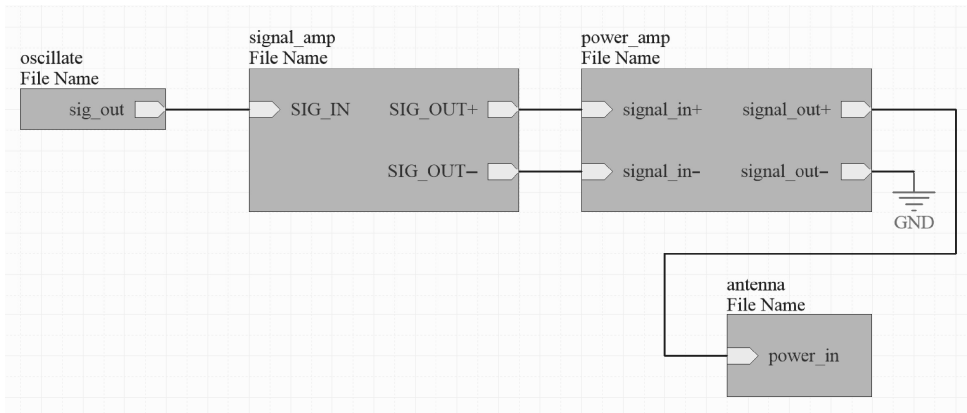 oscillate
File Name
sig_out
signal_amp
File Name
SIG_IN
SIG_OUT+
SIG_OUT−
power_amp
File Name
signal_in+
signal_out+
signal_in−
signal_out−
GND
antenna
File Name
power_in